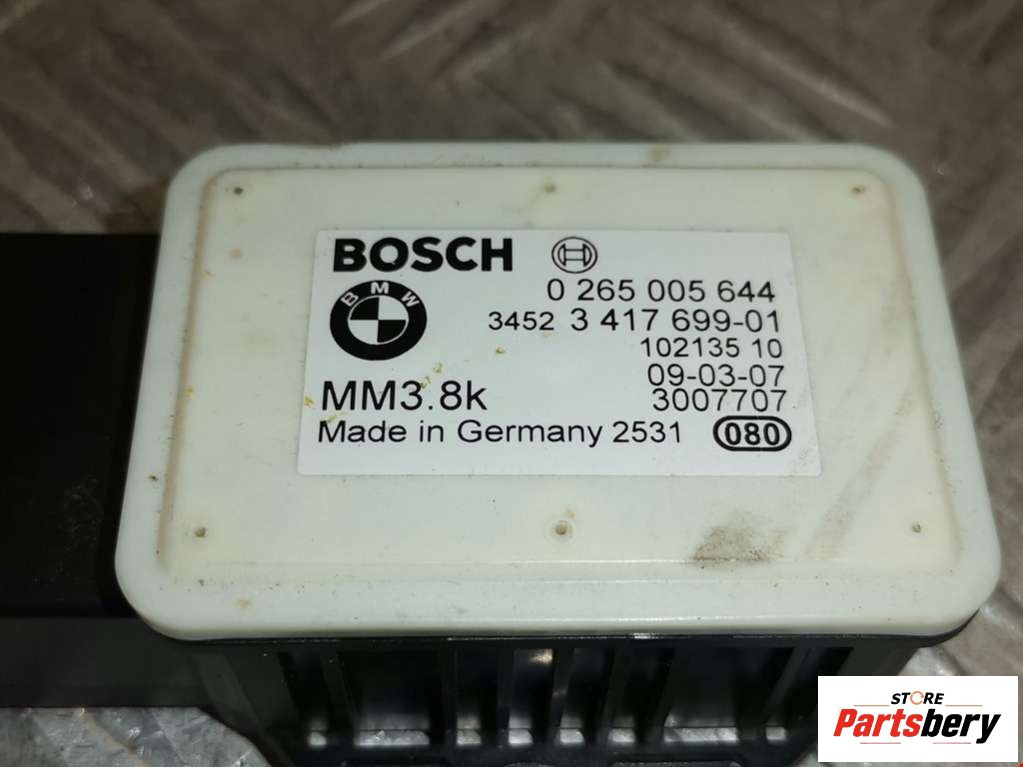 BOSCH
0 265 005 644
BMW
3452 3 417 699-01
102135 10
09-03-07
MM3.8k 3007707
Made in Germany 2531 080
STORE
Partsbery